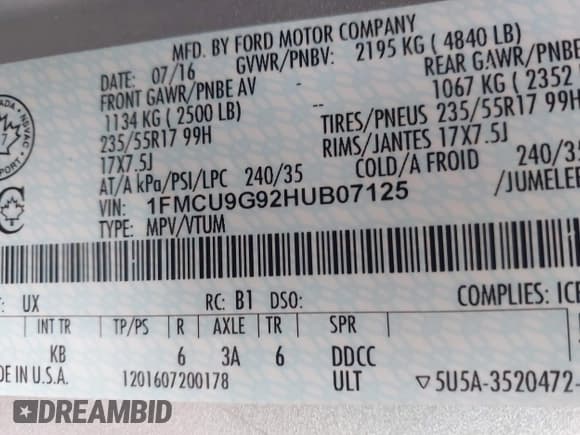 MFD. BY FORD MOTOR COMPANY
DATE: 07/16 GVWR/PNBV: 2195 KG ( 4840 LB)
FRONT GAWR/PNBE AV - -- REAR GAWR/PNBE
1134 KG ( 2500 LB) 1067 KG ( 2352
235/55R17 99H TIRES/PNEUS 235/55R17 99H
17X7.5J RIMS/JANTES 17X7.5J
AT/A kPa/PSI/LPC 240/35 COLD/A FROID 240/35
VIN: 1FMCU9G92HUB07125 /JUMELE
TYPE: MPV/VTUM
UX RC: B1 DSO: COMPLIES: ICE
INT TR TP/PS R AXLE TR SPR
KB 6 3A 6 DDCC
IN U.S.A. 1201607200178 ULT ▽5U5A-3520472-
DREAMBID